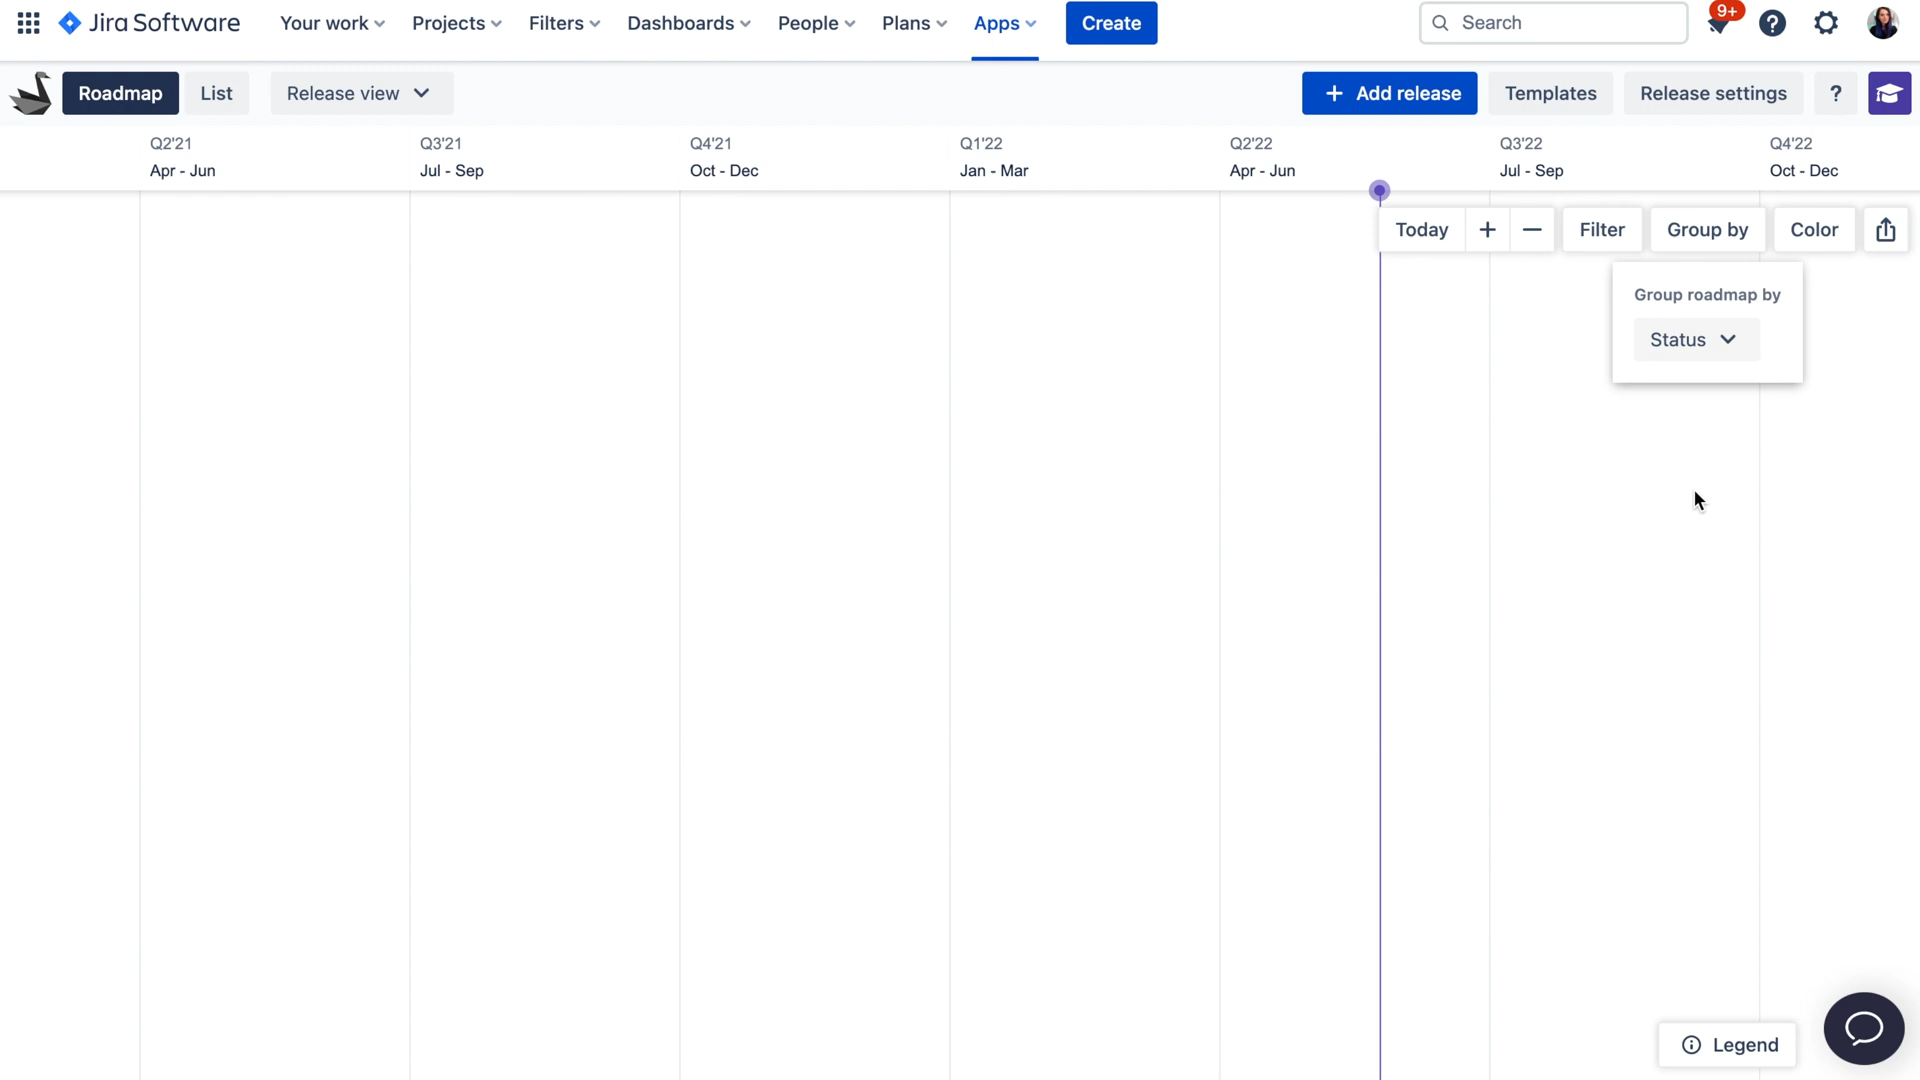 Jira Software Your work Projects Filters Dashboards People Plans Apps Create Search 9+
Roadmap List Release view + Add release Templates Release settings ?
Q2'21 Q3'21 Q4'21 Q1'22 Q2'22 Q3'22 Q4'22
Apr - Jun Jul - Sep Oct - Dec Jan - Mar Apr - Jun Jul - Sep Oct - Dec
Today + − Filter Group by Color
Group roadmap by
Status
Legend